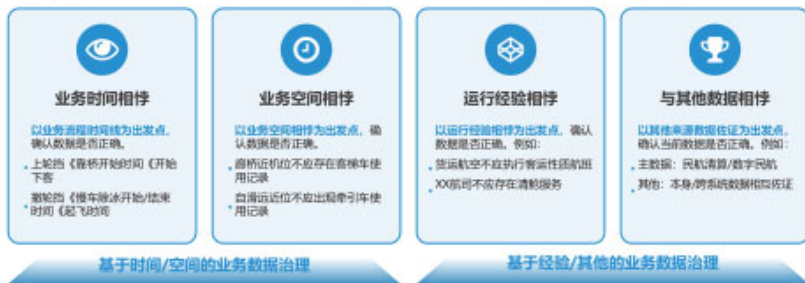 业务时间相悖
以业务流程时间线为出发点，
确认数据是否正确。
上轮挡《靠桥开始时间《开始
下客
撤轮挡《慢车除冰开始/结束
时间《起飞时间
业务空间相悖
以业务空间相悖为出发点，确
认数据是否正确。
廊桥近机位不应存在客梯车使
用记录
自滑远近位不应出现牵引车使
用记录
运行经验相悖
以运行经验相悖为出发点，确认
数据是否正确。例如：
货运航空不应执行客运性质航班
XX航司不应存在清舱服务
与其他数据相悖
以其他来源数据佐证为出发点，
确认当前数据是否正确。例如：
主数据：民航清算/数字民航
其他：本身/跨系统数据相互佐证
基于时间/空间的业务数据治理
基于经验/其他的业务数据治理